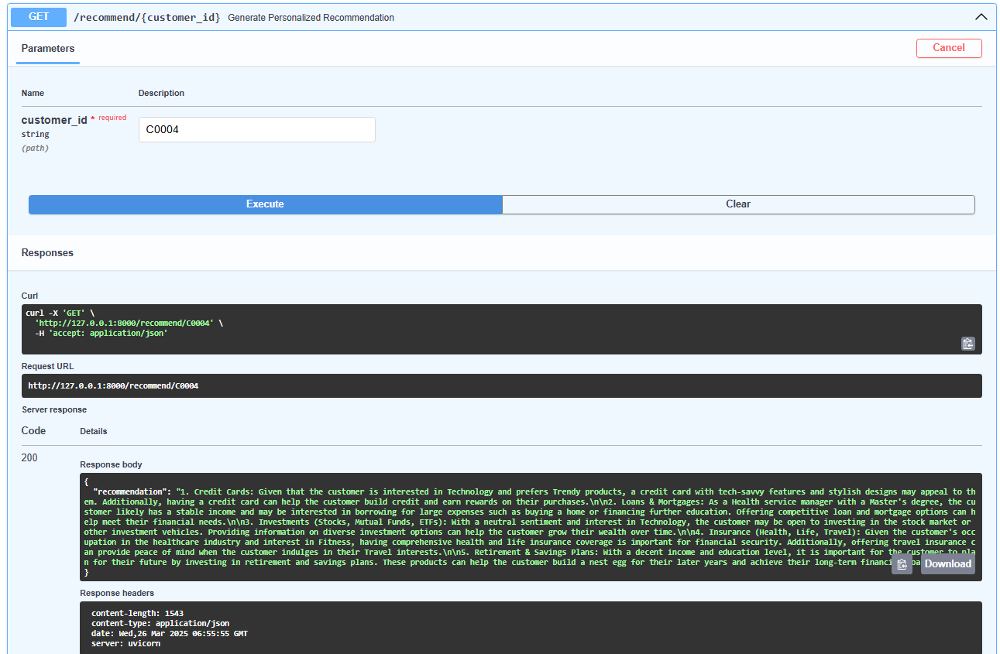 GET /recommend/{customer_id} Generate Personalized Recommendation
Parameters
Cancel
Name Description
customer_id * required
string
(path)
C0004
Execute Clear
Responses
Curl
curl -X 'GET' \
'http://127.0.0.1:8000/recommend/C0004' \
-H 'accept: application/json'
Request URL
http://127.0.0.1:8000/recommend/C0004
Server response
Code Details
200
Response body
{
"recommendation": "1. Credit Cards: Given that the customer is interested in Technology and prefers Trendy products, a credit card with tech-savvy features and stylish designs may appeal to th
em. Additionally, having a credit card can help the customer build credit and earn rewards on their purchases.\n\n2. Loans & Mortgages: As a Health service manager with a Master's degree, the cu
stomer likely has a stable income and may be interested in borrowing for large expenses such as buying a home or financing further education. Offering competitive loan and mortgage options can h
elp meet their financial needs.\n\n3. Investments (Stocks, Mutual Funds, ETFs): With a neutral sentiment and interest in Technology, the customer may be open to investing in the stock market or
other investment vehicles. Providing information on diverse investment options can help the customer grow their wealth over time.\n\n4. Insurance (Health, Life, Travel): Given the customer's occ
upation in the healthcare industry and interest in Fitness, having comprehensive health and life insurance coverage is important for financial security. Additionally, offering travel insurance c
an provide peace of mind when the customer indulges in their Travel interests.\n\n5. Retirement & Savings Plans: With a decent income and education level, it is important for the customer to pla
n for their future by investing in retirement and savings plans. These products can help the customer build a nest egg for their later years and achieve their long-term
}
Download
Response headers
content-length: 1543
content-type: application/json
date: Wed,26 Mar 2025 06:55:55 GMT
server: uvicorn